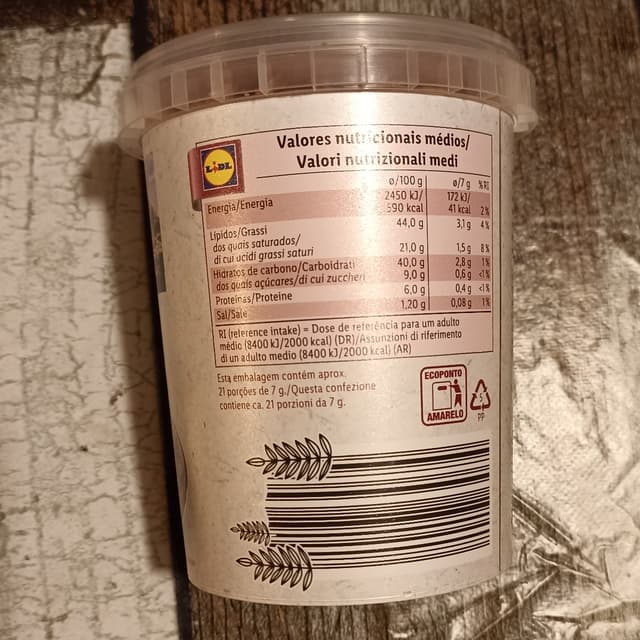 LIDL
Valores nutricionais médios/
Valori nutrizionali medi
ø/100 g ø/7 g %RI
Energia/Energia 2450 kJ/ 172 kJ/
590 kcal 41 kcal 2%
Lípidos/Grassi 44,0 g 3,1 g 4%
dos quais saturados/
di cui acidi grassi saturi 21,0 g 1,5 g 8%
Hidratos de carbono/Carboidrati 40,0 g 2,8 g 1%
dos quais açúcares/di cui zuccheri 9,0 g 0,6 g <1%
Proteínas/Proteine 6,0 g 0,4 g <1%
Sal/Sale 1,20 g 0,08 g 1%
RI (reference intake) = Dose de referência para um adulto
médio (8400 kJ/2000 kcal) (DR)/Assunzioni di riferimento
di un adulto medio (8400 kJ/2000 kcal) (AR)
Esta embalagem contém aprox.
21 porções de 7 g./Questa confezione
contiene ca. 21 porzioni da 7 g.
ECOPONTO
AMARELO
5
PP